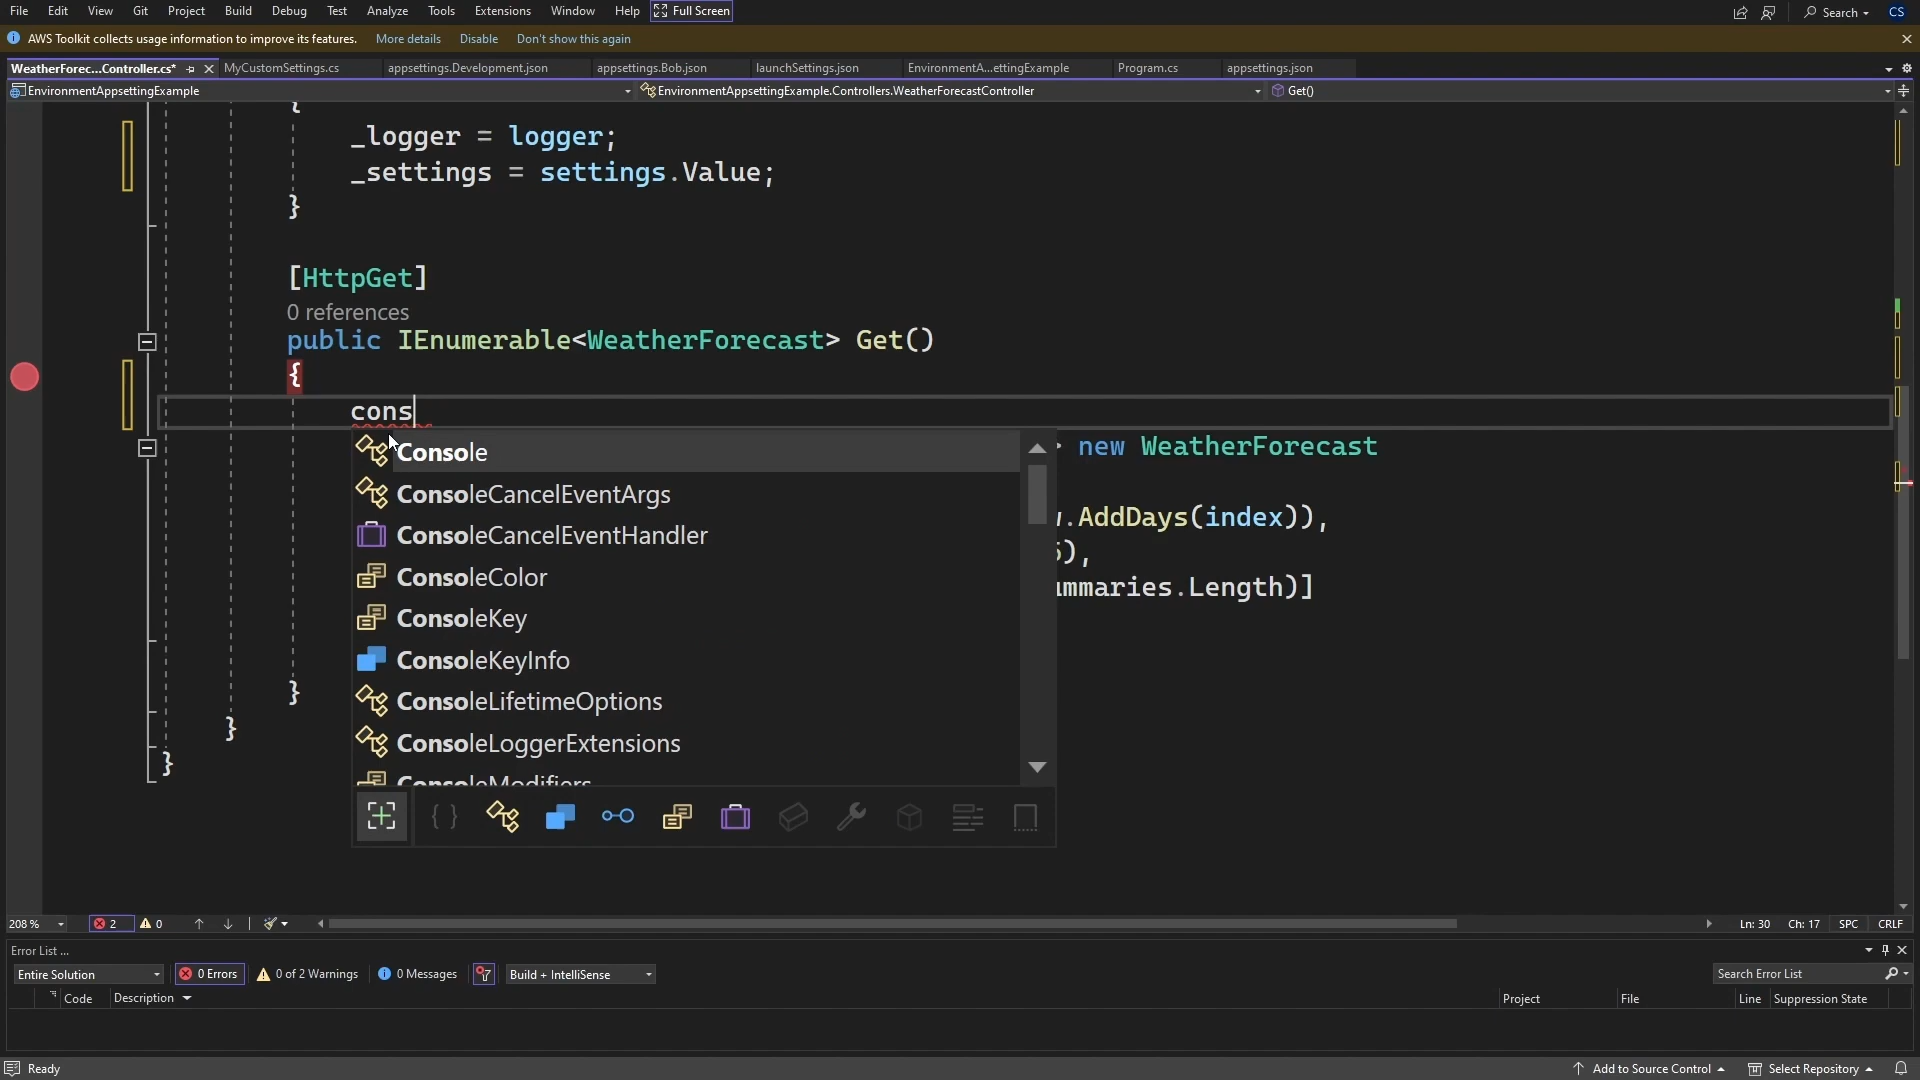 File Edit View Git Project Build Debug Test Analyze Tools Extensions Window Help Full Screen Search CS
AWS Toolkit collects usage information to improve its features. More details Disable Don't show this again
WeatherForec...Controller.cs* MyCustomSettings.cs appsettings.Development.json appsettings.Bob.json launchSettings.json EnvironmentA...ettingExample Program.cs appsettings.json
EnvironmentAppsettingExample EnvironmentAppsettingExample.Controllers.WeatherForecastController Get()
{
_logger = logger;
_settings = settings.Value;
}
[HttpGet]
0 references
public IEnumerable<WeatherForecast> Get()
{
cons
> new WeatherForecast
.AddDays(index)),
),
mmaries.Length)]
}
}
}
Console
ConsoleCancelEventArgs
ConsoleCancelEventHandler
ConsoleColor
ConsoleKey
ConsoleKeyInfo
ConsoleLifetimeOptions
ConsoleLoggerExtensions
ConsoleModifiers
208 % 2 0 Ln: 30 Ch: 17 SPC CRLF
Error List ...
Entire Solution 0 Errors 0 of 2 Warnings 0 Messages Build + IntelliSense Search Error List
Code Description Project File Line Suppression State
Ready Add to Source Control Select Repository